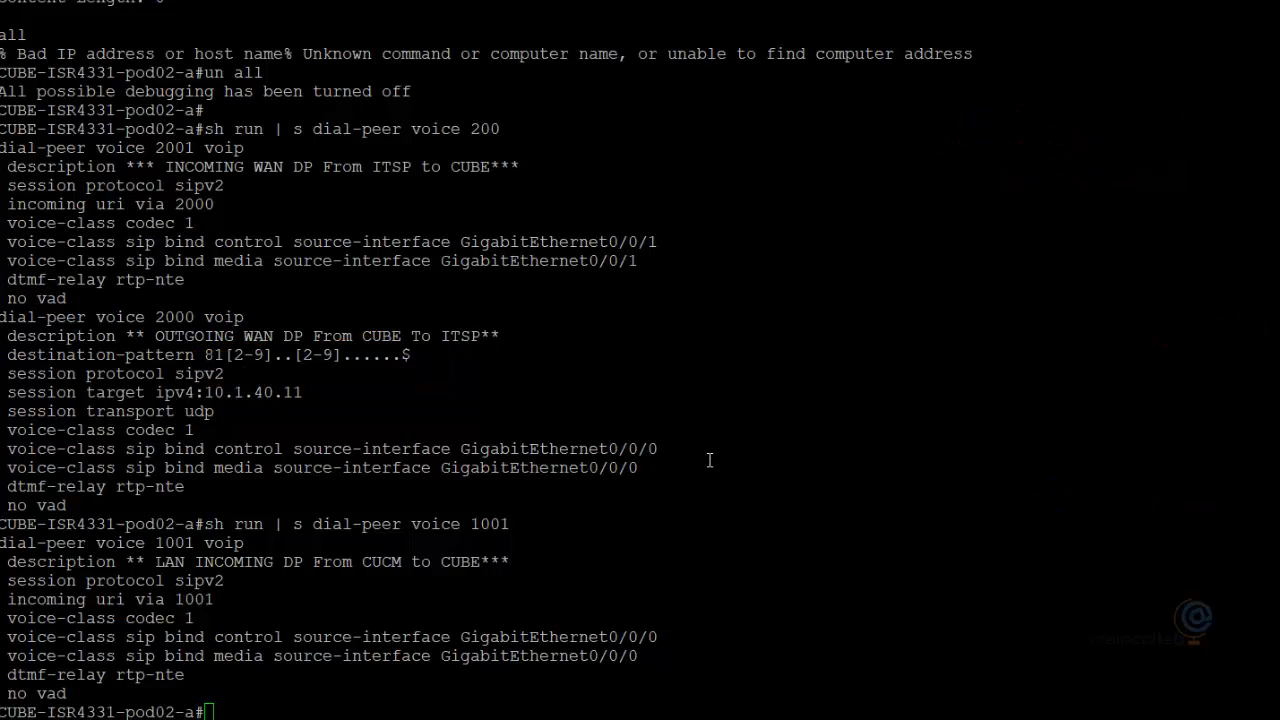 all
% Bad IP address or host name% Unknown command or computer name, or unable to find computer address
CUBE-ISR4331-pod02-a#un all
All possible debugging has been turned off
CUBE-ISR4331-pod02-a#
CUBE-ISR4331-pod02-a#sh run | s dial-peer voice 200
dial-peer voice 2001 voip
description *** INCOMING WAN DP From ITSP to CUBE***
session protocol sipv2
incoming uri via 2000
voice-class codec 1
voice-class sip bind control source-interface GigabitEthernet0/0/1
voice-class sip bind media source-interface GigabitEthernet0/0/1
dtmf-relay rtp-nte
no vad
dial-peer voice 2000 voip
description ** OUTGOING WAN DP From CUBE To ITSP**
destination-pattern 81[2-9]..[2-9]......$
session protocol sipv2
session target ipv4:10.1.40.11
session transport udp
voice-class codec 1
voice-class sip bind control source-interface GigabitEthernet0/0/0
voice-class sip bind media source-interface GigabitEthernet0/0/0
dtmf-relay rtp-nte
no vad
CUBE-ISR4331-pod02-a#sh run | s dial-peer voice 1001
dial-peer voice 1001 voip
description ** LAN INCOMING DP From CUCM to CUBE***
session protocol sipv2
incoming uri via 1001
voice-class codec 1
voice-class sip bind control source-interface GigabitEthernet0/0/0
voice-class sip bind media source-interface GigabitEthernet0/0/0
dtmf-relay rtp-nte
no vad
CUBE-ISR4331-pod02-a#